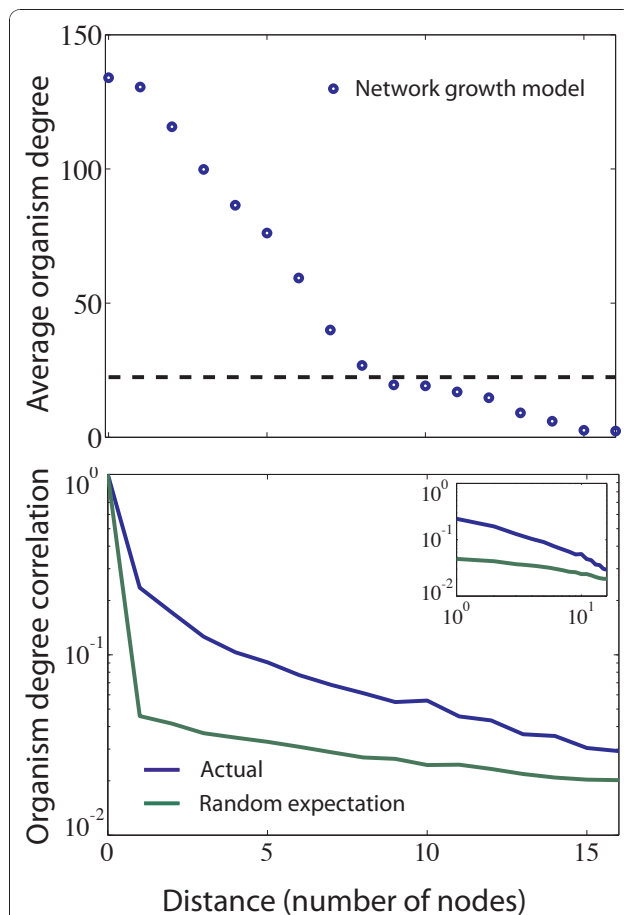 150
100
50
0
Average organism degree
Network growth model
10^0
10^-1
10^-2
Organism degree correlation
10^0
10^-1
10^-2
10^0
10^1
Actual
Random expectation
0
5
10
15
Distance (number of nodes)